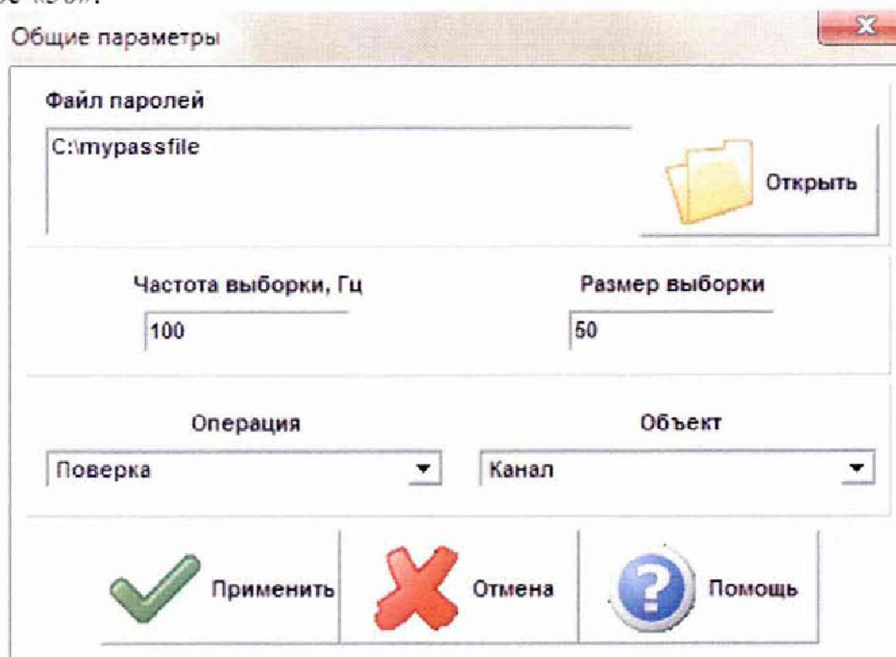 «50».
Общие параметры
Файл паролей
C:\mypassfile
Открыть
Частота выборки, Гц
Размер выборки
100
50
Операция
Объект
Поверка
Канал
Применить
Отмена
Помощь